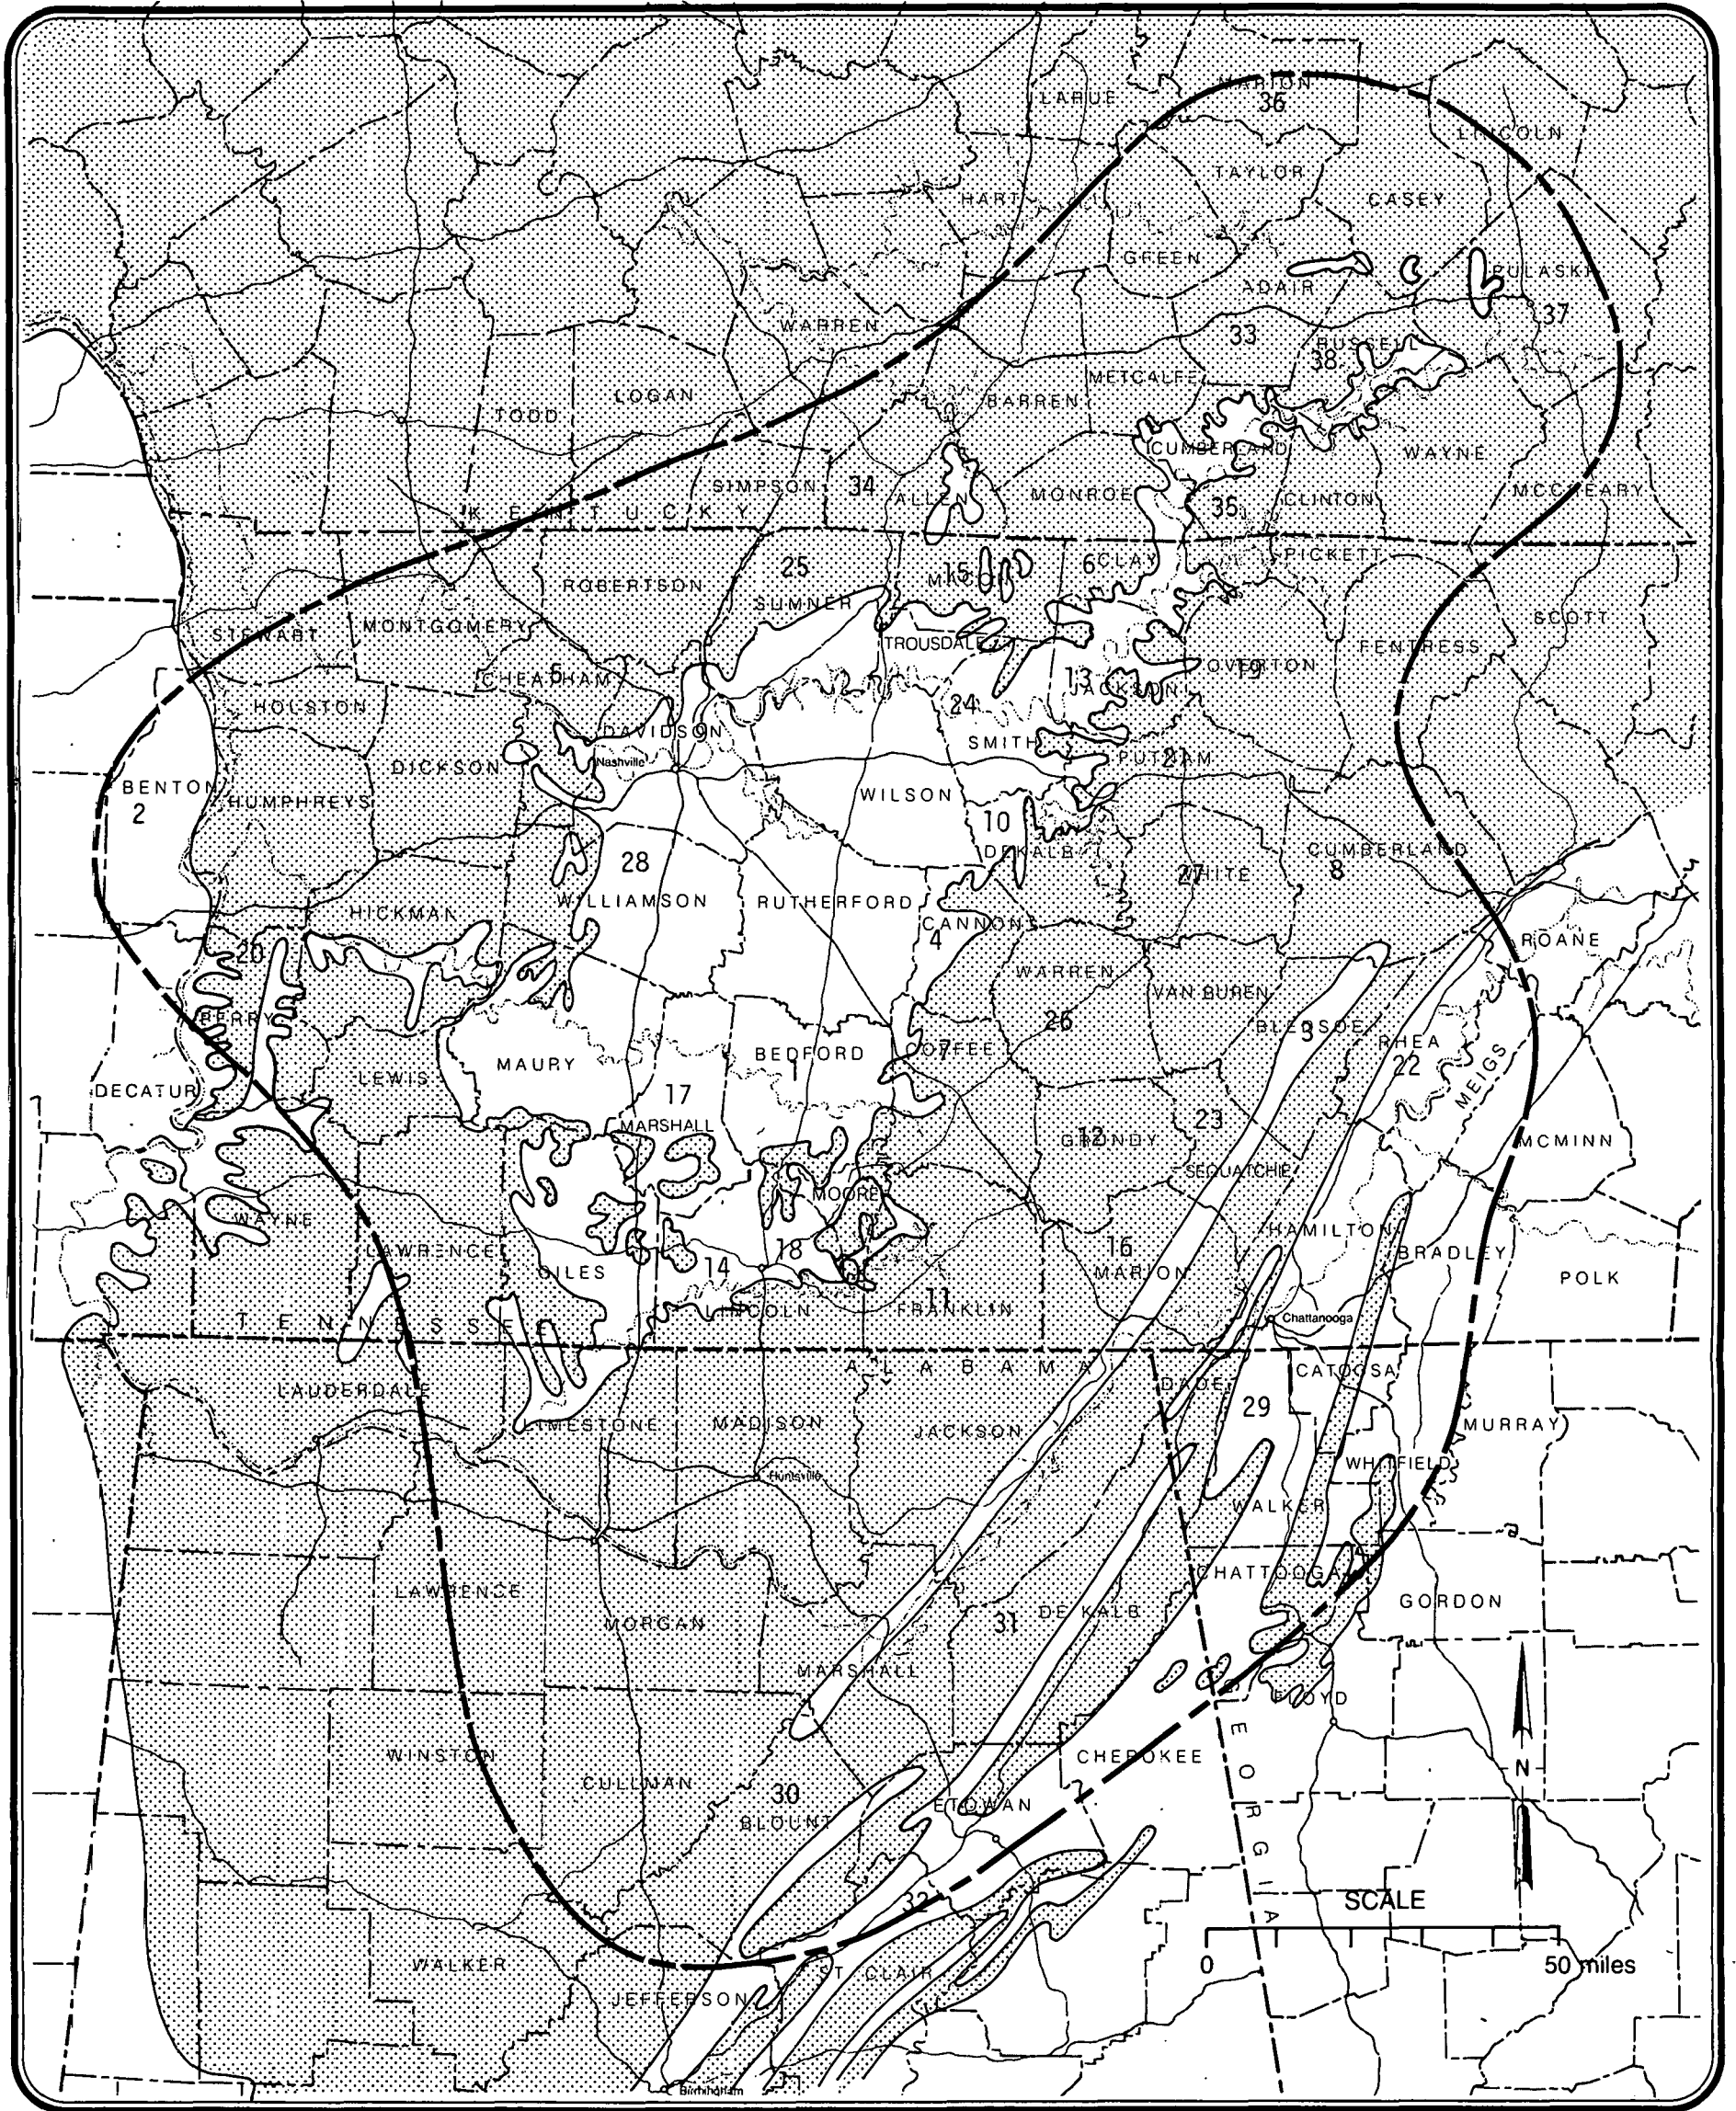 LARUE
MARION
36
LINCOLN
TAYLOR
HART
CASEY
GREEN
PULASKI
ADAIR
37
WARREN
33
RUSSELL
38
METCALFE
LOGAN
BARREN
TODD
CUMBERLAND
WAYNE
SIMPSON
34
ALLEN
MONROE
35
CLINTON
MCCREARY
KENTUCKY
PICKETT
25
15
MACON
6
CLAY
ROBERTSON
SUMNER
SCOTT
STEWART
MONTGOMERY
TROUSDALE
FENTRESS
OVERTON
19
5
CHEATHAM
13
JACKSON
HOLSTON
24
DAVIDSON
9
SMITH
Nashville
DICKSON
PUTNAM
21
BENTON
2
HUMPHREYS
WILSON
10
DEKALB
CUMBERLAND
28
27
WHITE
8
WILLIAMSON
RUTHERFORD
HICKMAN
CANNON
4
ROANE
20
WARREN
VAN BUREN
PERRY
26
BLEDSOE
3
COFFEE
7
RHEA
22
MAURY
BEDFORD
1
MEIGS
DECATUR
LEWIS
17
MARSHALL
23
12
GRUNDY
MCMINN
SEQUATCHIE
MOORE
WAYNE
HAMILTON
LAWRENCE
18
16
BRADLEY
GILES
14
MARION
POLK
11
LINCOLN
FRANKLIN
TENNESSEE
Chattanooga
ALABAMA
CATOOSA
DADE
LAUDERDALE
29
LIMESTONE
MADISON
JACKSON
MURRAY
WHITFIELD
Huntsville
WALKER
CHATTOOGA
LAWRENCE
GORDON
31
DE KALB
MORGAN
MARSHALL
FLOYD
GEORGIA
WINSTON
CHEROKEE
N
CULLMAN
30
ETOWAN
BLOUNT
32
SCALE
WALKER
ST CLAIR
0
50 miles
JEFFERSON
Birmingham